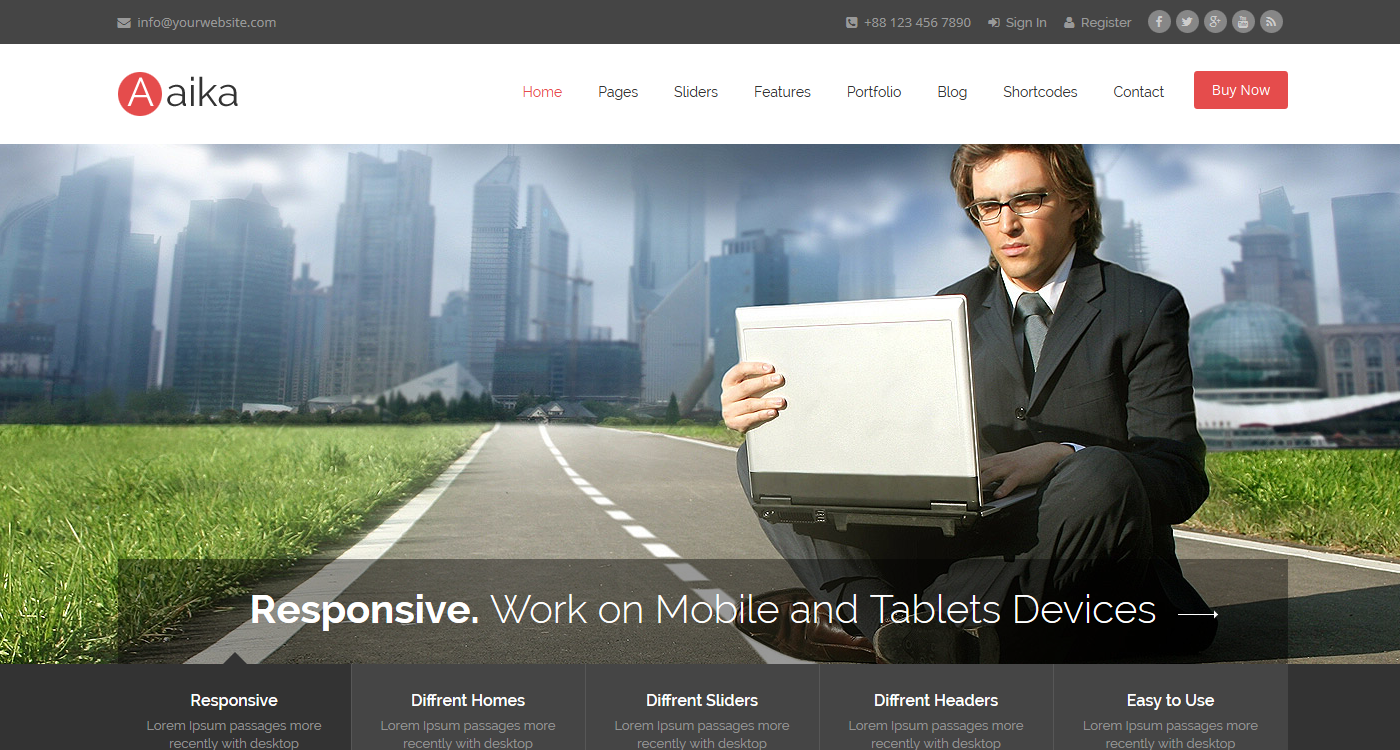 info@yourwebsite.com
+88 123 456 7890 Sign In Register
A aika
Home Pages Sliders Features Portfolio Blog Shortcodes Contact Buy Now
Responsive. Work on Mobile and Tablets Devices
Responsive
Lorem Ipsum passages more
recently with desktop
Diffrent Homes
Lorem Ipsum passages more
recently with desktop
Diffrent Sliders
Lorem Ipsum passages more
recently with desktop
Diffrent Headers
Lorem Ipsum passages more
recently with desktop
Easy to Use
Lorem Ipsum passages more
recently with desktop